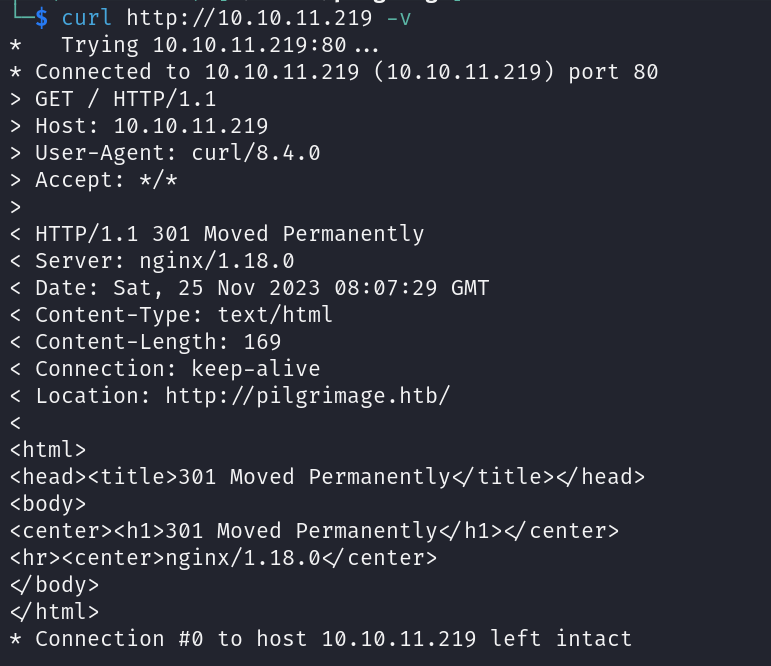 └─$ curl http://10.10.11.219 -v
*   Trying 10.10.11.219:80...
* Connected to 10.10.11.219 (10.10.11.219) port 80
> GET / HTTP/1.1
> Host: 10.10.11.219
> User-Agent: curl/8.4.0
> Accept: */*
>
< HTTP/1.1 301 Moved Permanently
< Server: nginx/1.18.0
< Date: Sat, 25 Nov 2023 08:07:29 GMT
< Content-Type: text/html
< Content-Length: 169
< Connection: keep-alive
< Location: http://pilgrimage.htb/
<
<html>
<head><title>301 Moved Permanently</title></head>
<body>
<center><h1>301 Moved Permanently</h1></center>
<hr><center>nginx/1.18.0</center>
</body>
</html>
* Connection #0 to host 10.10.11.219 left intact